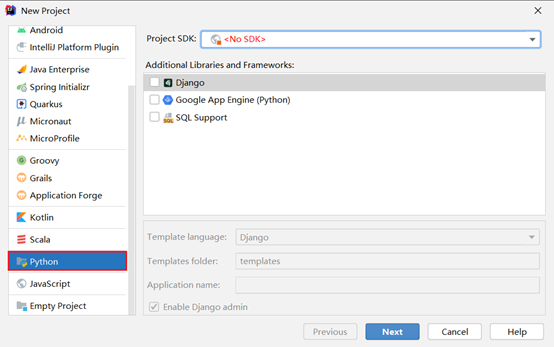 New Project
Android
IntelliJ Platform Plugin
Java Enterprise
Spring Initializr
Quarkus
Micronaut
MicroProfile
Groovy
Grails
Application Forge
Kotlin
Scala
Python
JavaScript
Empty Project
Project SDK: <No SDK>
Additional Libraries and Frameworks:
Django
Google App Engine (Python)
SQL Support
Template language: Django
Templates folder: templates
Application name:
Enable Django admin
Previous Next Cancel Help